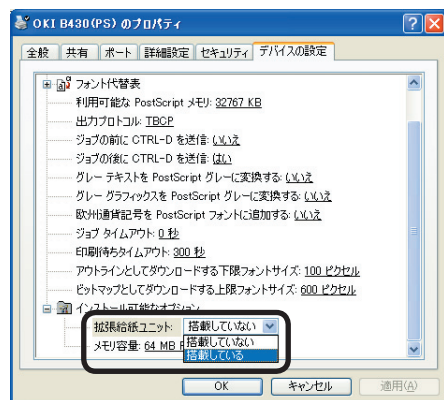 OKI B430(PS) のプロパティ
全般 共有 ポート 詳細設定 セキュリティ デバイスの設定
フォント代替表
利用可能な PostScript メモリ: 32767 KB
出力プロトコル: TBCP
ジョブの前に CTRL-D を送信: いいえ
ジョブの後に CTRL-D を送信: はい
グレー テキストを PostScript グレーに変換する: いいえ
グレー グラフィックスを PostScript グレーに変換する: いいえ
欧州通貨記号を PostScript フォントに追加する: いいえ
ジョブ タイムアウト: 0 秒
印刷待ちタイムアウト: 300 秒
アウトラインとしてダウンロードする下限フォントサイズ: 100 ピクセル
ビットマップとしてダウンロードする上限フォントサイズ: 600 ピクセル
インストール可能なオプション
拡張給紙ユニット: 搭載していない
搭載していない
メモリ容量: 64 MB
搭載している
OK キャンセル 適用(A)